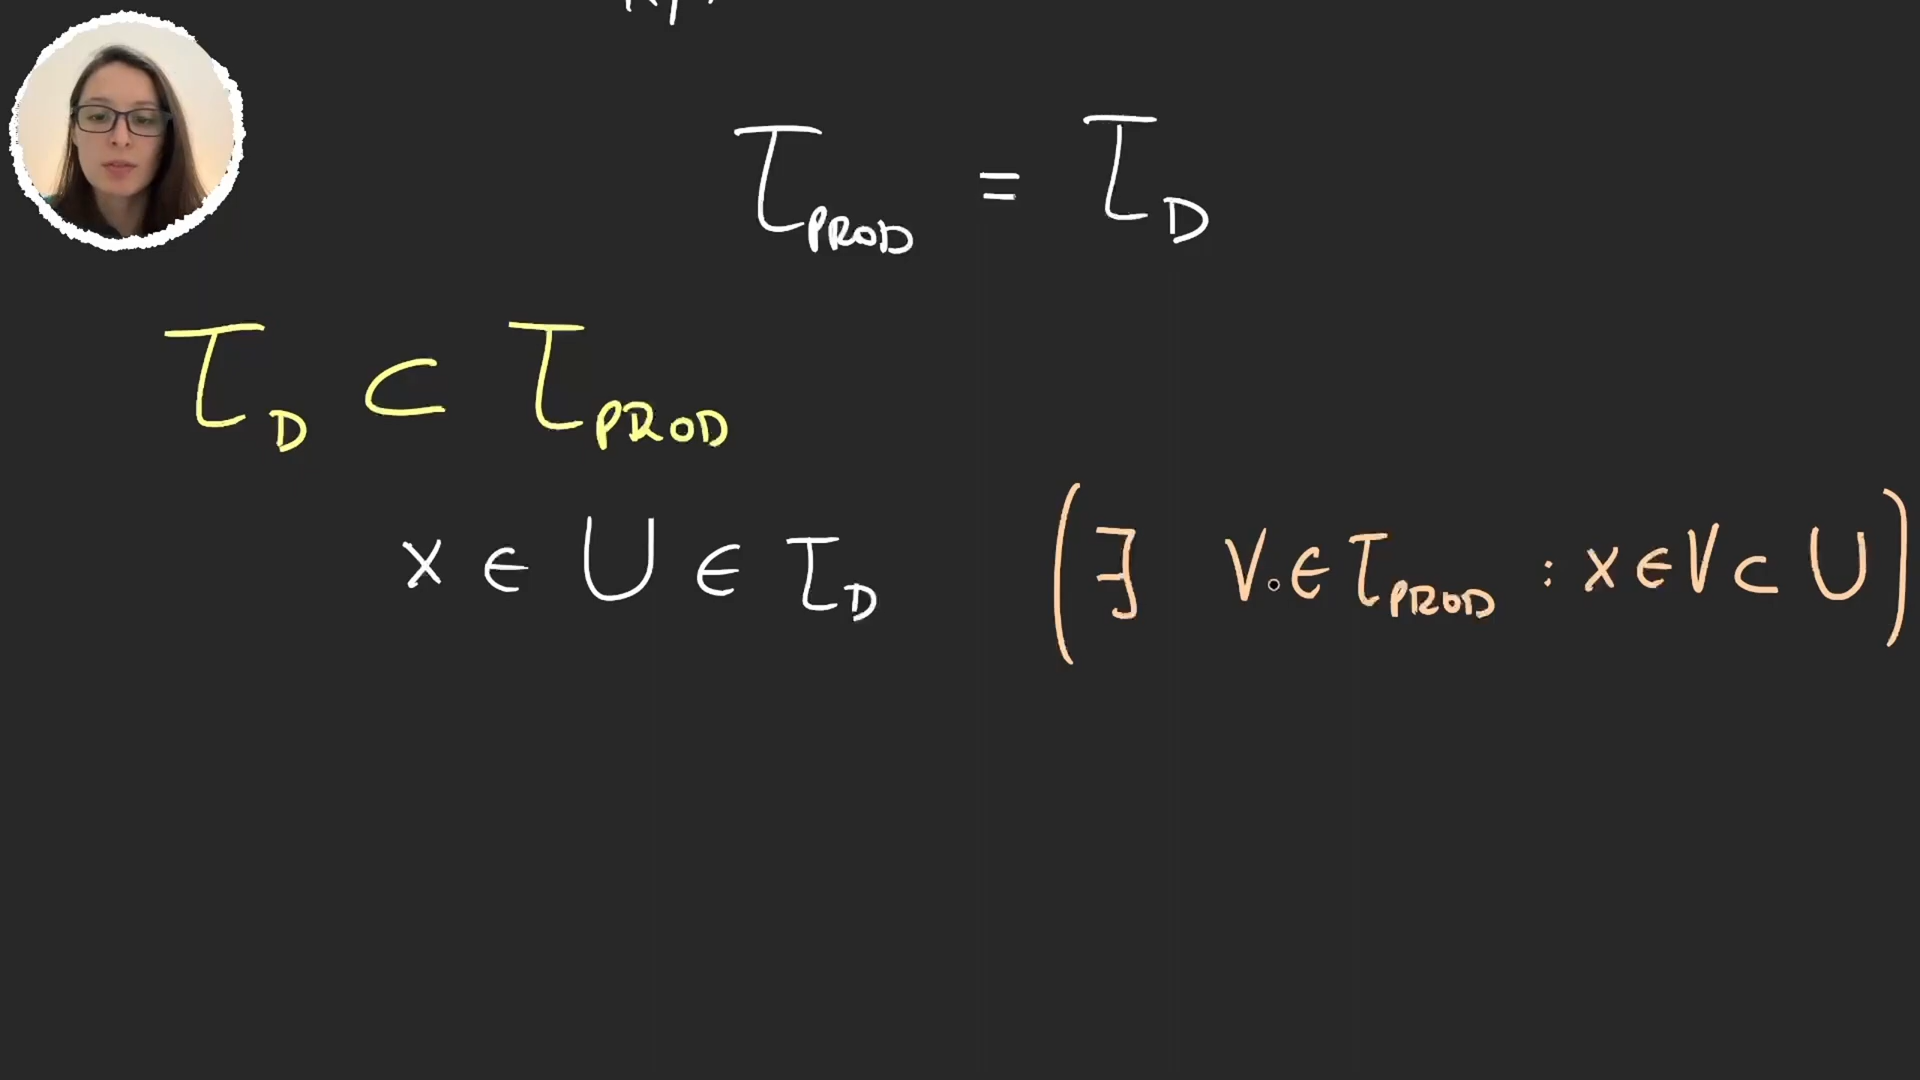 τ_PROD = τ_D
τ_D ⊂ τ_PROD
x ∈ U ∈ τ_D (∃ V ∈ τ_PROD : x ∈ V ⊂ U)